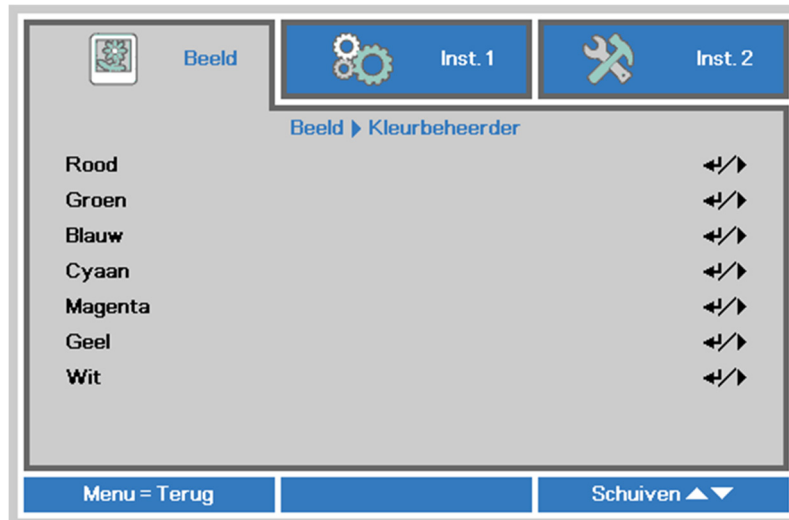 Beeld
Inst. 1
Inst. 2
Beeld ▶ Kleurbeheerder
Rood ↵/▶
Groen ↵/▶
Blauw ↵/▶
Cyaan ↵/▶
Magenta ↵/▶
Geel ↵/▶
Wit ↵/▶
Menu = Terug
Schuiven ▲▼